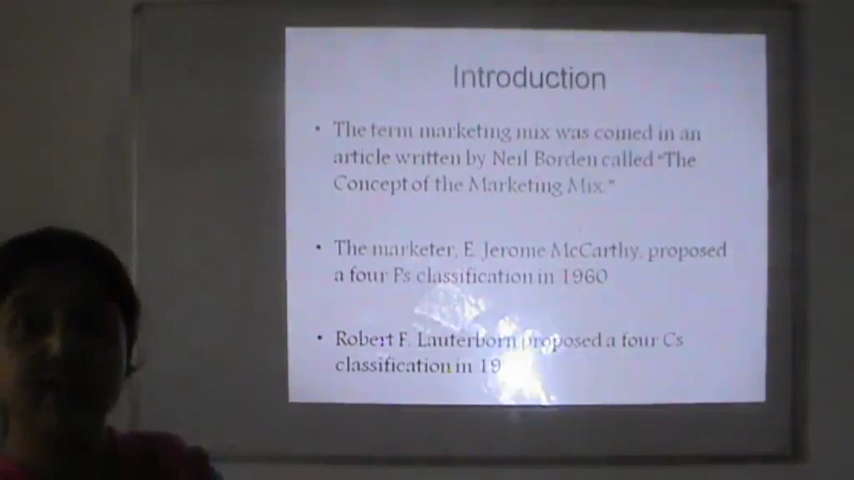 Introduction
• The term marketing mix was coined in an
article written by Neil Borden called "The
Concept of the Marketing Mix."
• The marketer, E. Jerome McCarthy, proposed
a four Ps classification in 1960
• Robert F. Lauterborn proposed a four Cs
classification in 19